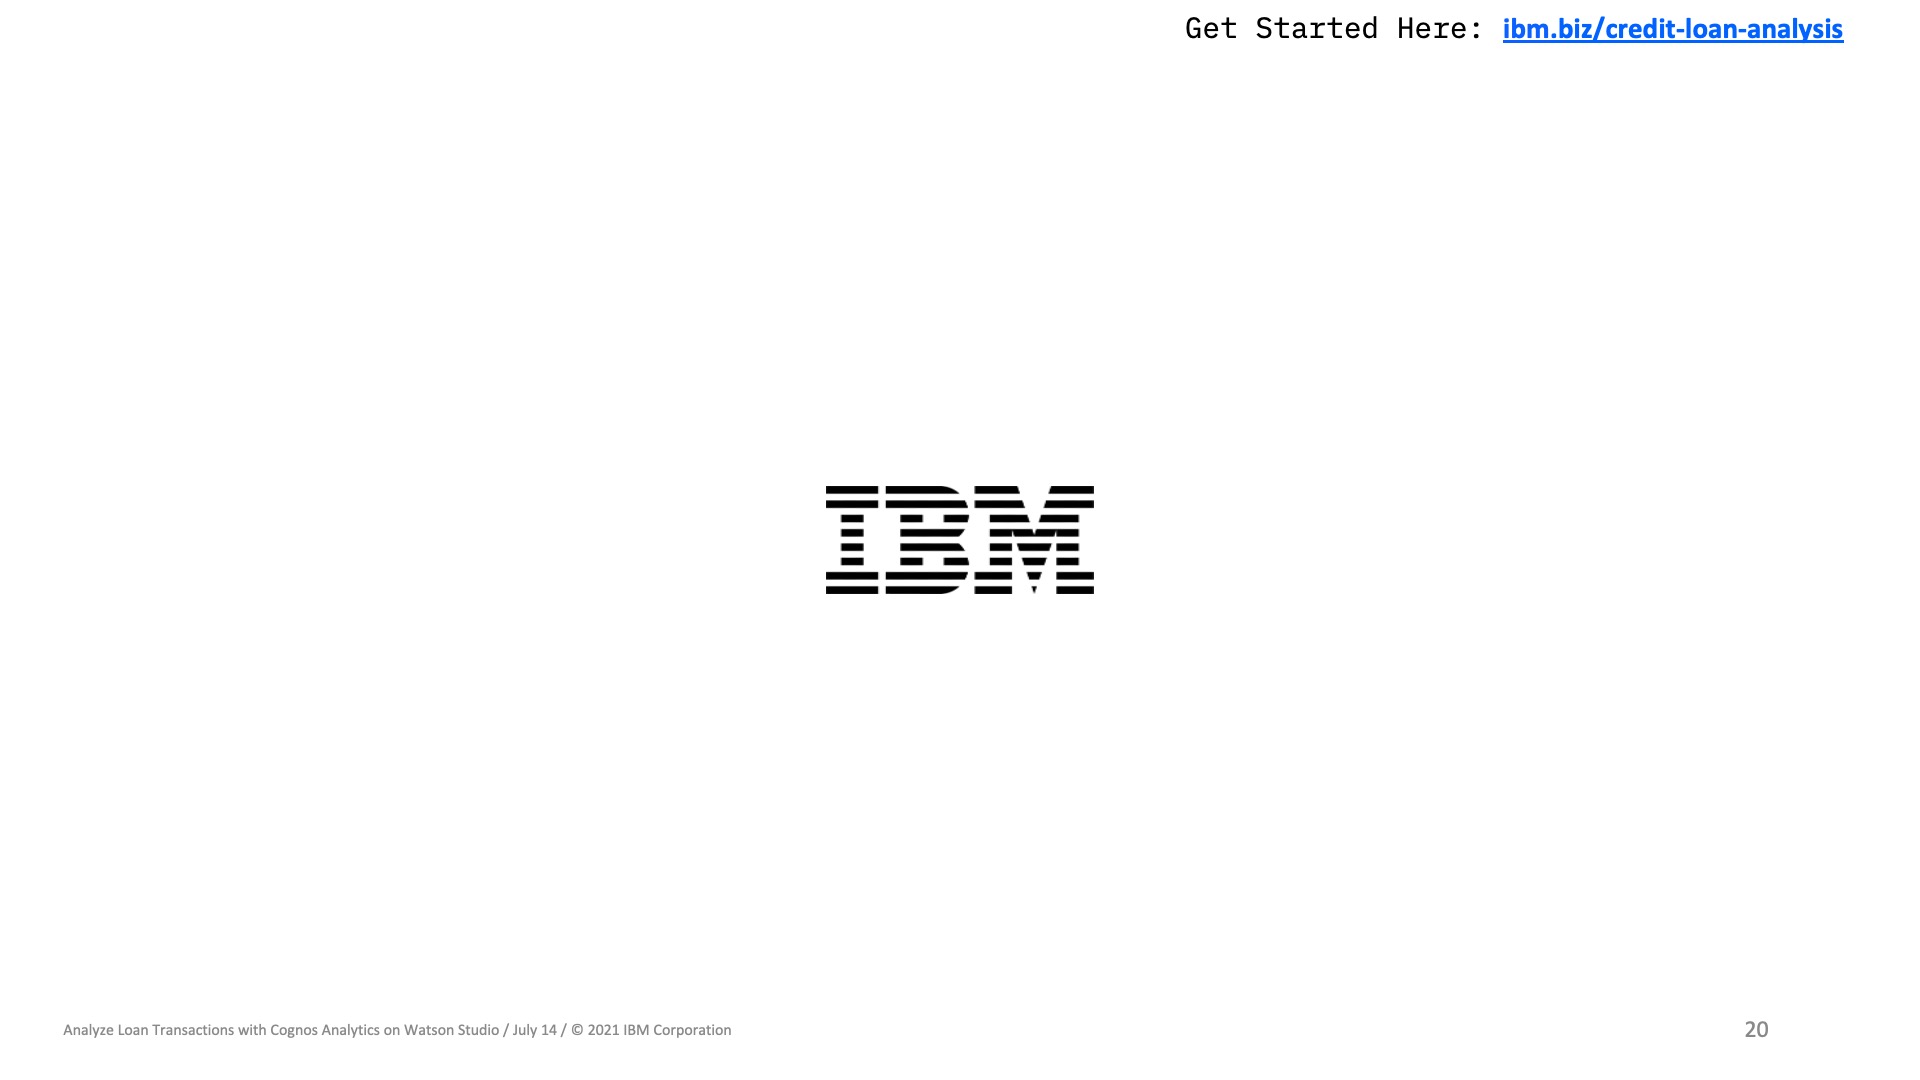 Get Started Here: ibm.biz/credit-loan-analysis
IBM
Analyze Loan Transactions with Cognos Analytics on Watson Studio / July 14 / © 2021 IBM Corporation
20